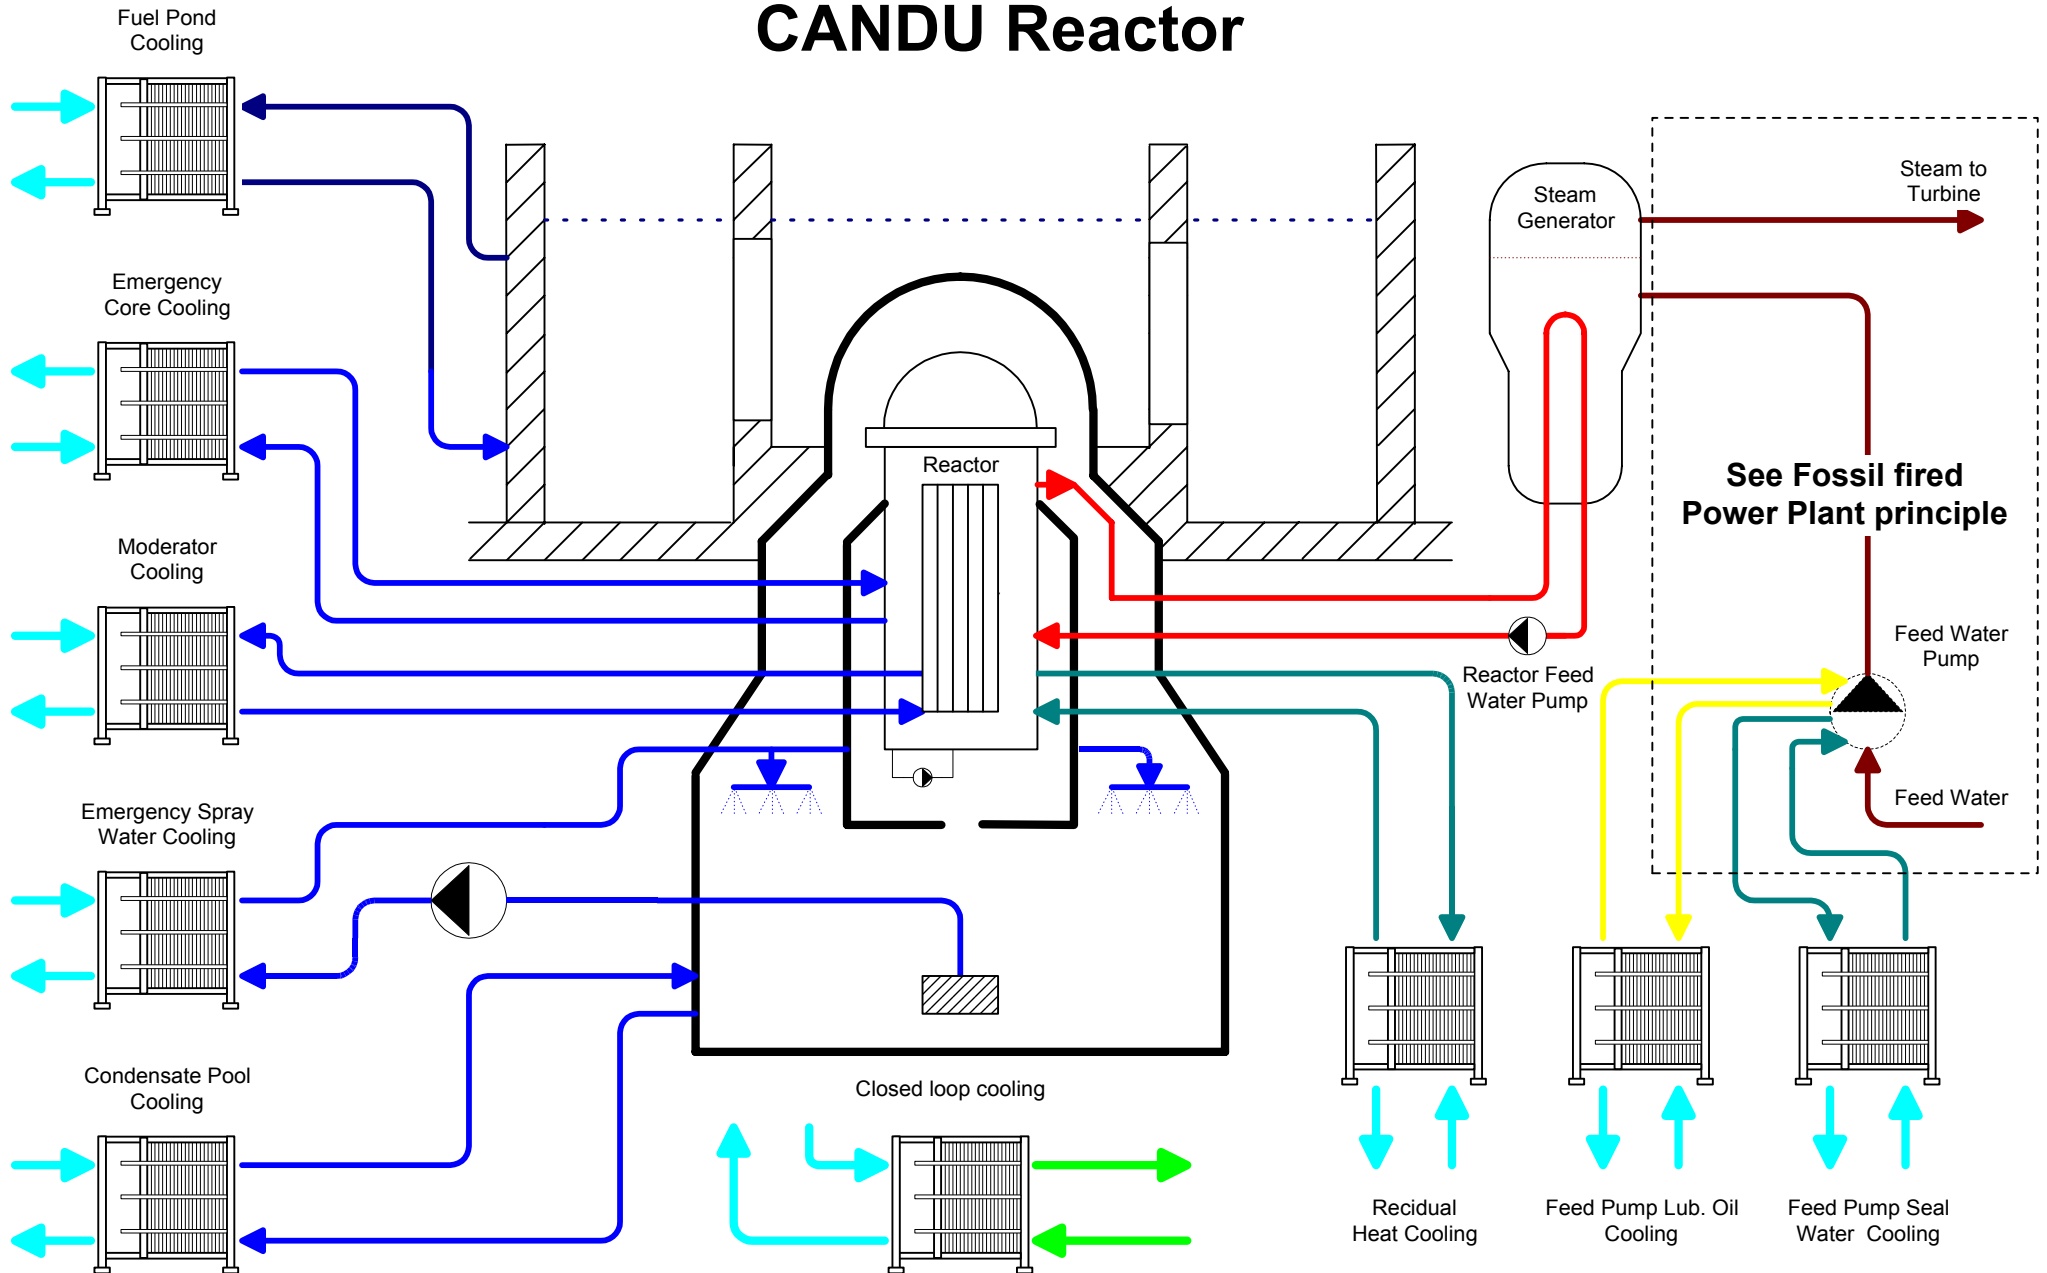 CANDU Reactor
Fuel Pond
Cooling
Steam to
Turbine
Steam
Generator
Emergency
Core Cooling
Reactor
See Fossil fired
Power Plant principle
Moderator
Cooling
Feed Water
Pump
Reactor Feed
Water Pump
Feed Water
Emergency Spray
Water Cooling
Condensate Pool
Cooling
Closed loop cooling
Recidual
Heat Cooling
Feed Pump Lub. Oil
Cooling
Feed Pump Seal
Water Cooling